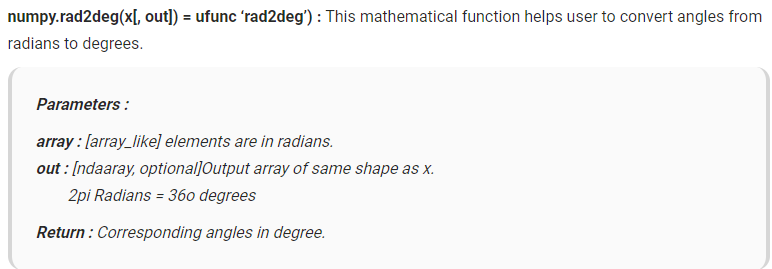 numpy.rad2deg(x[, out]) = ufunc ‘rad2deg’) : This mathematical function helps user to convert angles from
radians to degrees.
Parameters :
array : [array_like] elements are in radians.
out : [ndaaray, optional]Output array of same shape as x.
2pi Radians = 36o degrees
Return : Corresponding angles in degree.